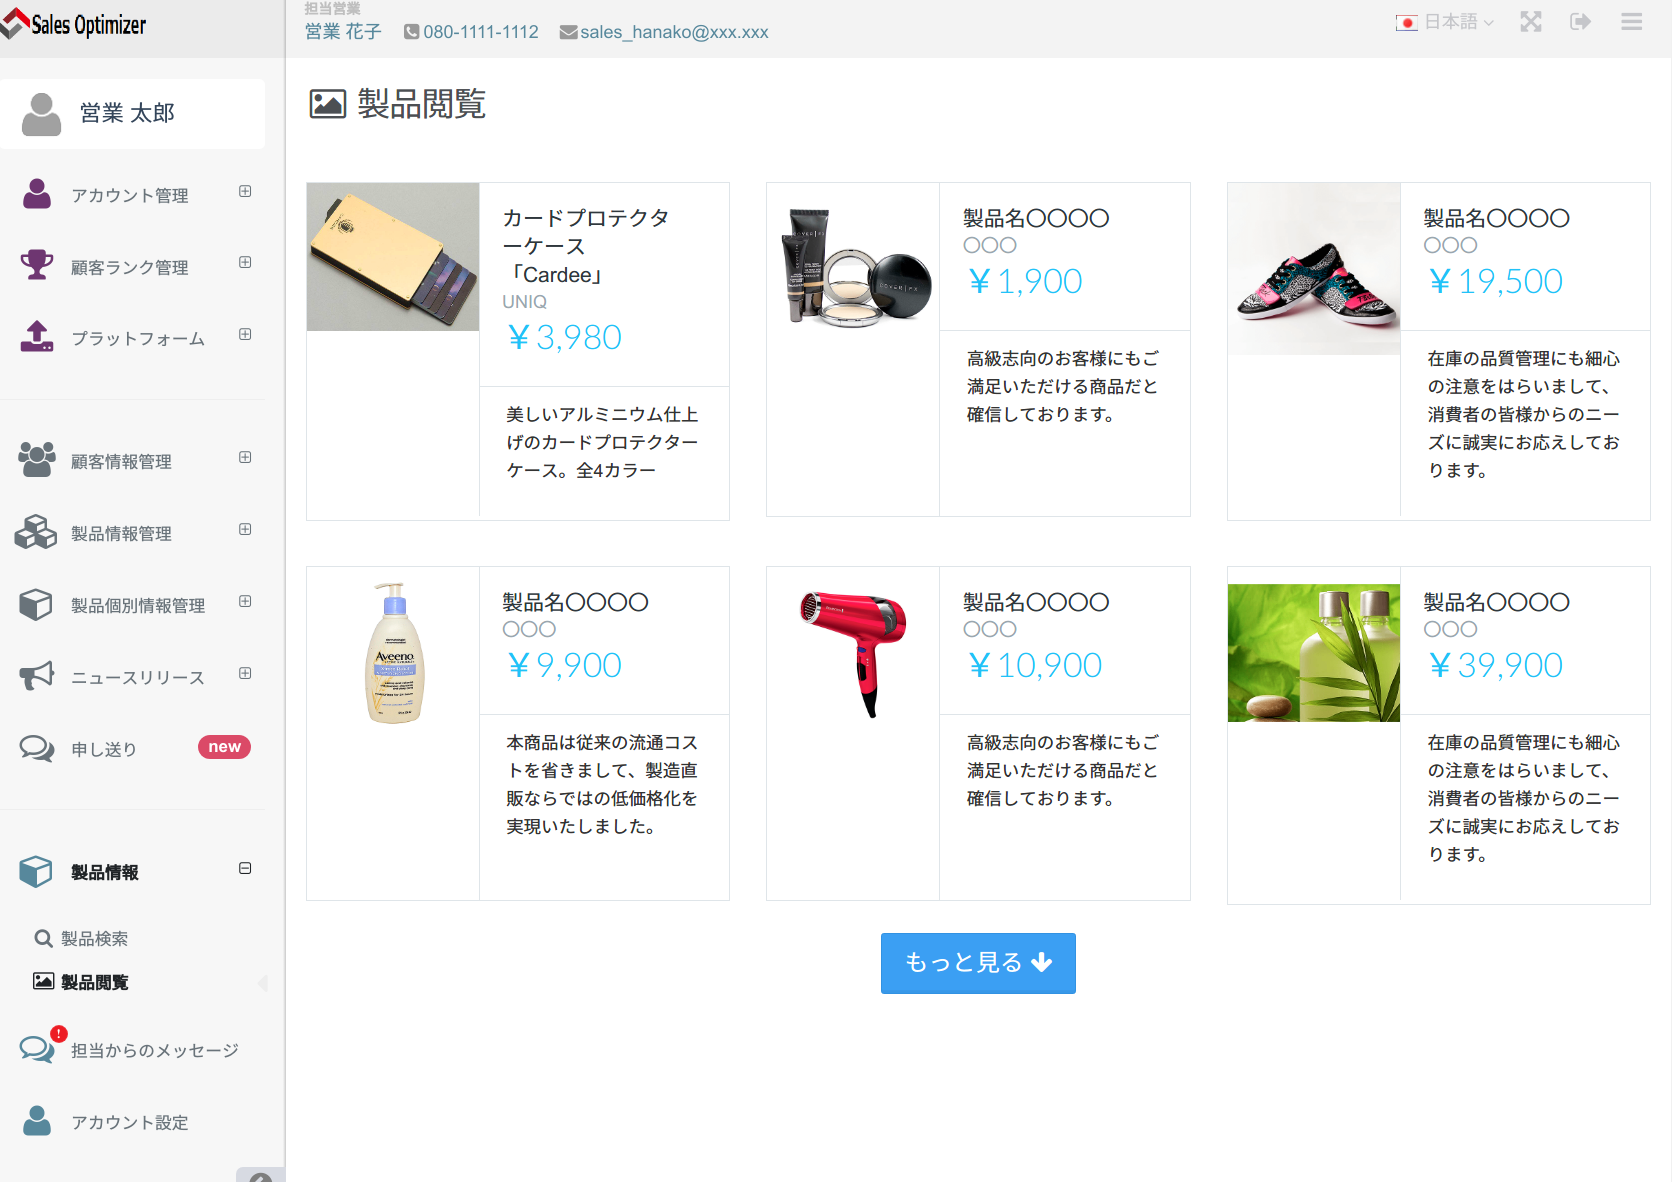 Sales Optimizer
担当営業
営業 花子 080-1111-1112 sales_hanako@xxx.xxx
日本語
営業 太郎
アカウント管理
顧客ランク管理
プラットフォーム
顧客情報管理
製品情報管理
製品個別情報管理
ニュースリリース
申し送り new
製品情報
製品検索
製品閲覧
!
担当からのメッセージ
アカウント設定
製品閲覧
カードプロテクタ
ーケース
「Cardee」
UNIQ
¥3,980
美しいアルミニウム仕上
げのカードプロテクター
ケース。全4カラー
COVER|FX
COVER|FX
製品名〇〇〇〇
〇〇〇
¥1,900
高級志向のお客様にもご
満足いただける商品だと
確信しております。
製品名〇〇〇〇
〇〇〇
¥19,500
在庫の品質管理にも細心
の注意をはらいまして、
消費者の皆様からのニー
ズに誠実にお応えしてお
ります。
Aveeno
製品名〇〇〇〇
〇〇〇
¥9,900
本商品は従来の流通コス
トを省きまして、製造直
販ならではの低価格化を
実現いたしました。
製品名〇〇〇〇
〇〇〇
¥10,900
高級志向のお客様にもご
満足いただける商品だと
確信しております。
製品名〇〇〇〇
〇〇〇
¥39,900
在庫の品質管理にも細心
の注意をはらいまして、
消費者の皆様からのニー
ズに誠実にお応えしてお
ります。
もっと見る